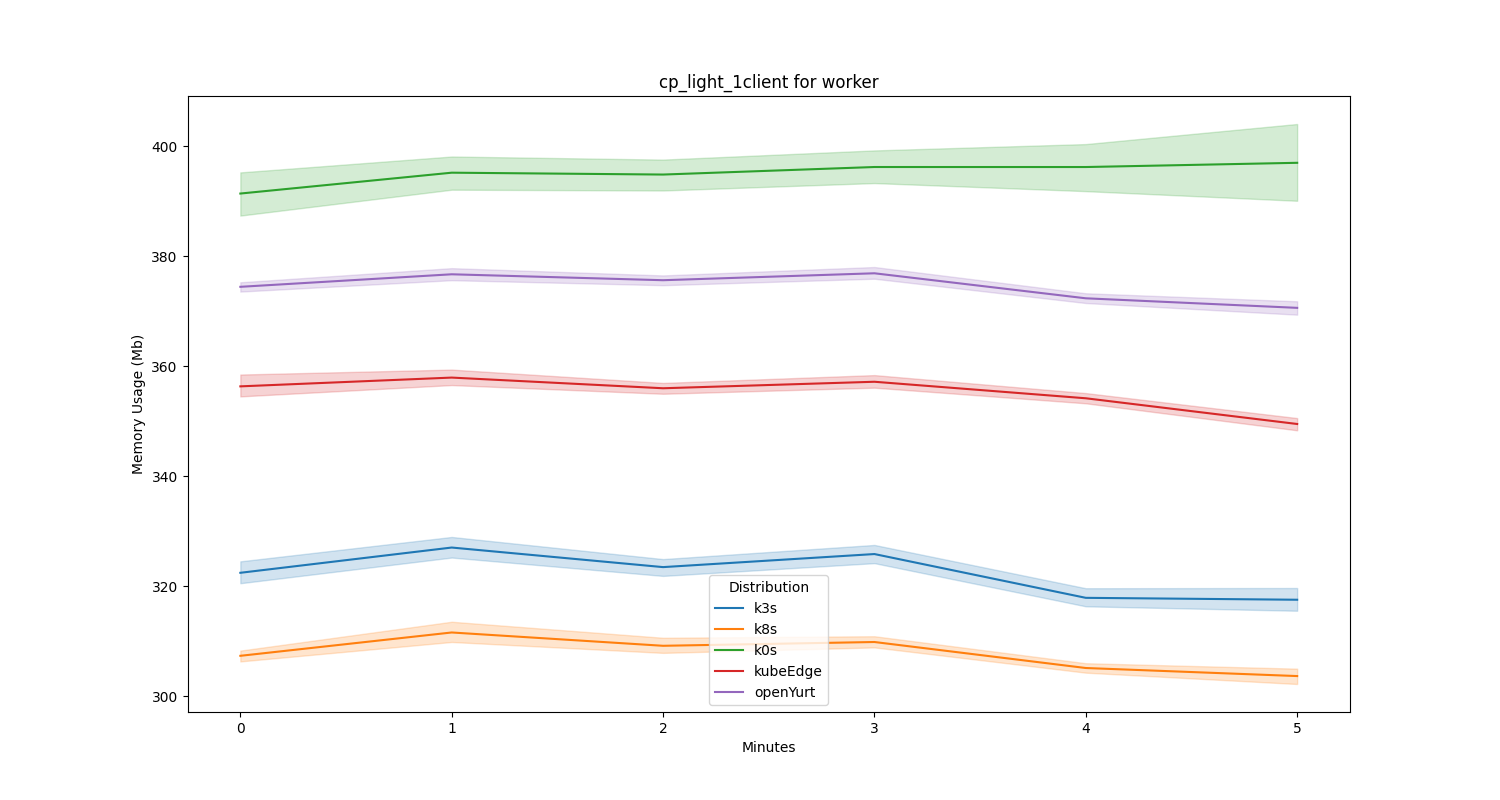 cp_light_1client for worker
Memory Usage (Mb)
400
380
360
340
320
300
Distribution
k3s
k8s
k0s
kubeEdge
openYurt
0 1 2 3 4 5
Minutes